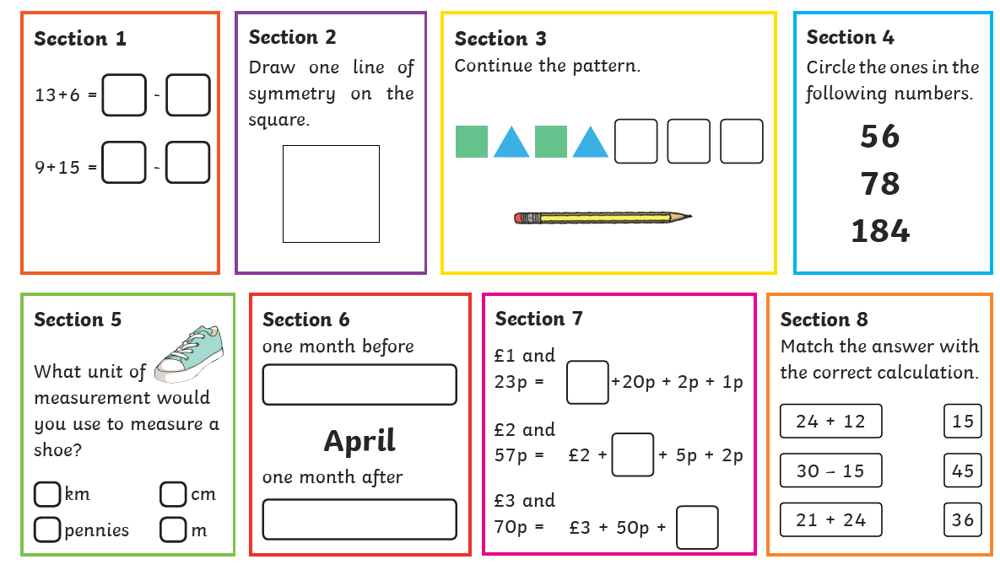 Section 1
13+6 = -
9+15 = -
Section 2
Draw one line of
symmetry on the
square.
Section 3
Continue the pattern.
Section 4
Circle the ones in the
following numbers.
56
78
184
Section 5
What unit of
measurement would
you use to measure a
shoe?
km
cm
pennies
m
Section 6
one month before
April
one month after
Section 7
£1 and
23p = +20p + 2p + 1p
£2 and
57p = £2 + + 5p + 2p
£3 and
70p = £3 + 50p +
Section 8
Match the answer with
the correct calculation.
24 + 12 15
30 – 15 45
21 + 24 36